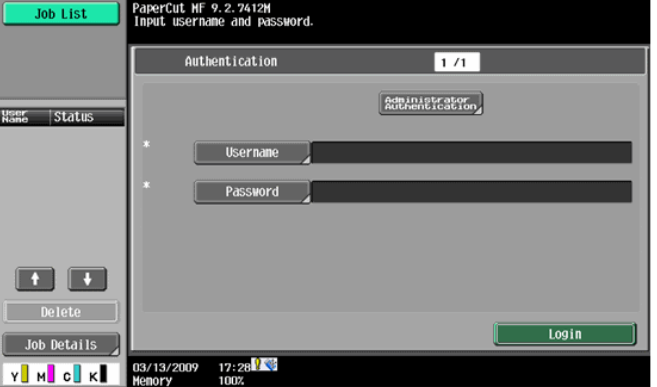 Job List
PaperCut MF 9.2.7412M
Input username and password.
Authentication
1 /1
Administrator
Authentication
User
Name
Status
* Username
* Password
Delete
Job Details
Login
Y M C K
03/13/2009 17:28
Memory 100%